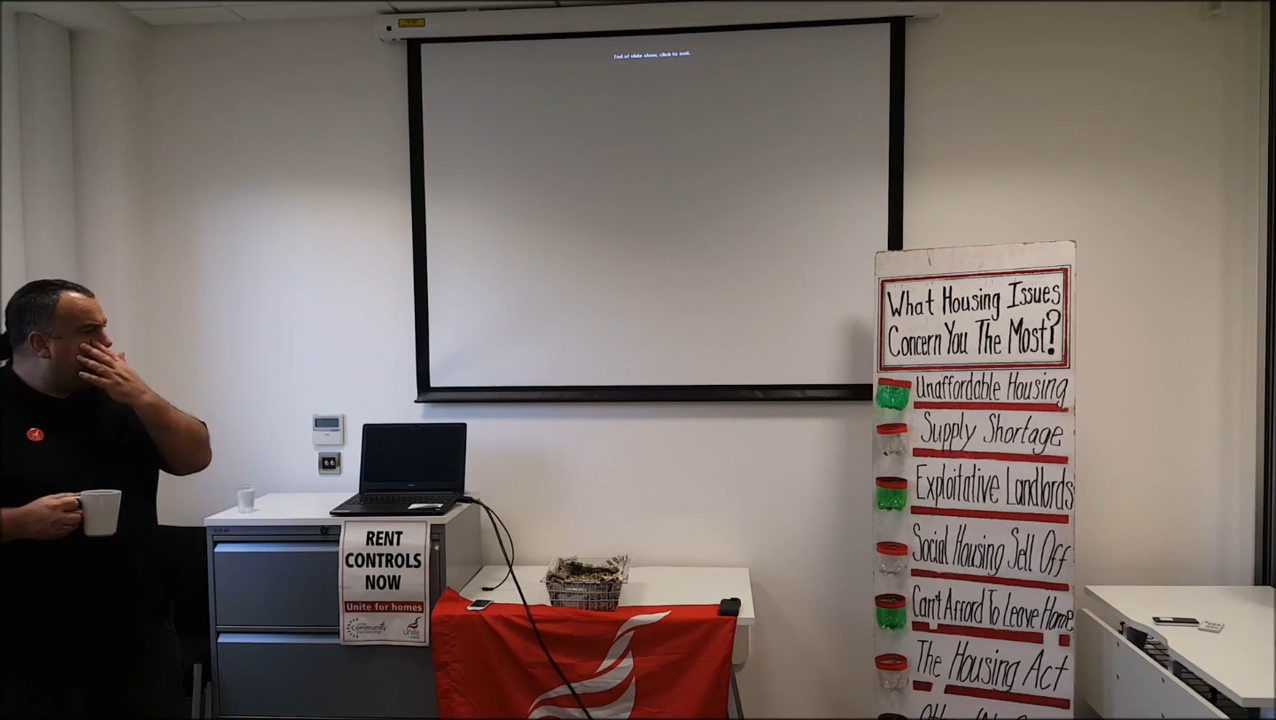 End of slide show, click to exit.
What Housing Issues
Concern You The Most?
Unaffordable Housing
Supply Shortage
Exploitative Landlords
Social Housing Sell Off
Can't Afford To Leave Home
The Housing Act
RENT
CONTROLS
NOW
Unite for homes
Community
Unite